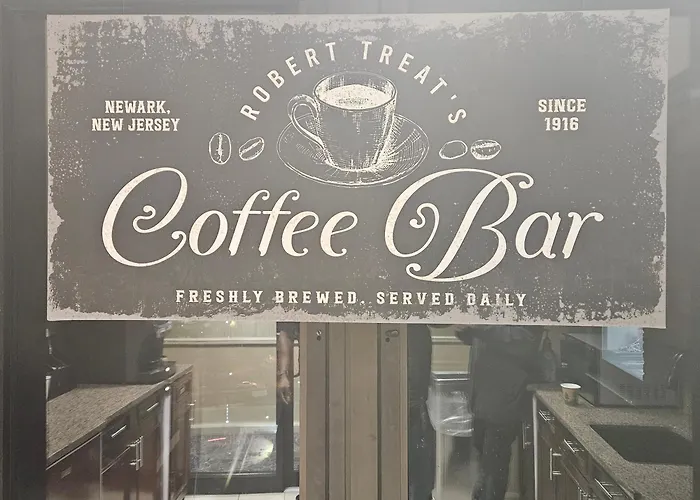 ROBERT TREAT'S
NEWARK,
NEW JERSEY
SINCE
1916
Coffee Bar
FRESHLY BREWED. SERVED DAILY